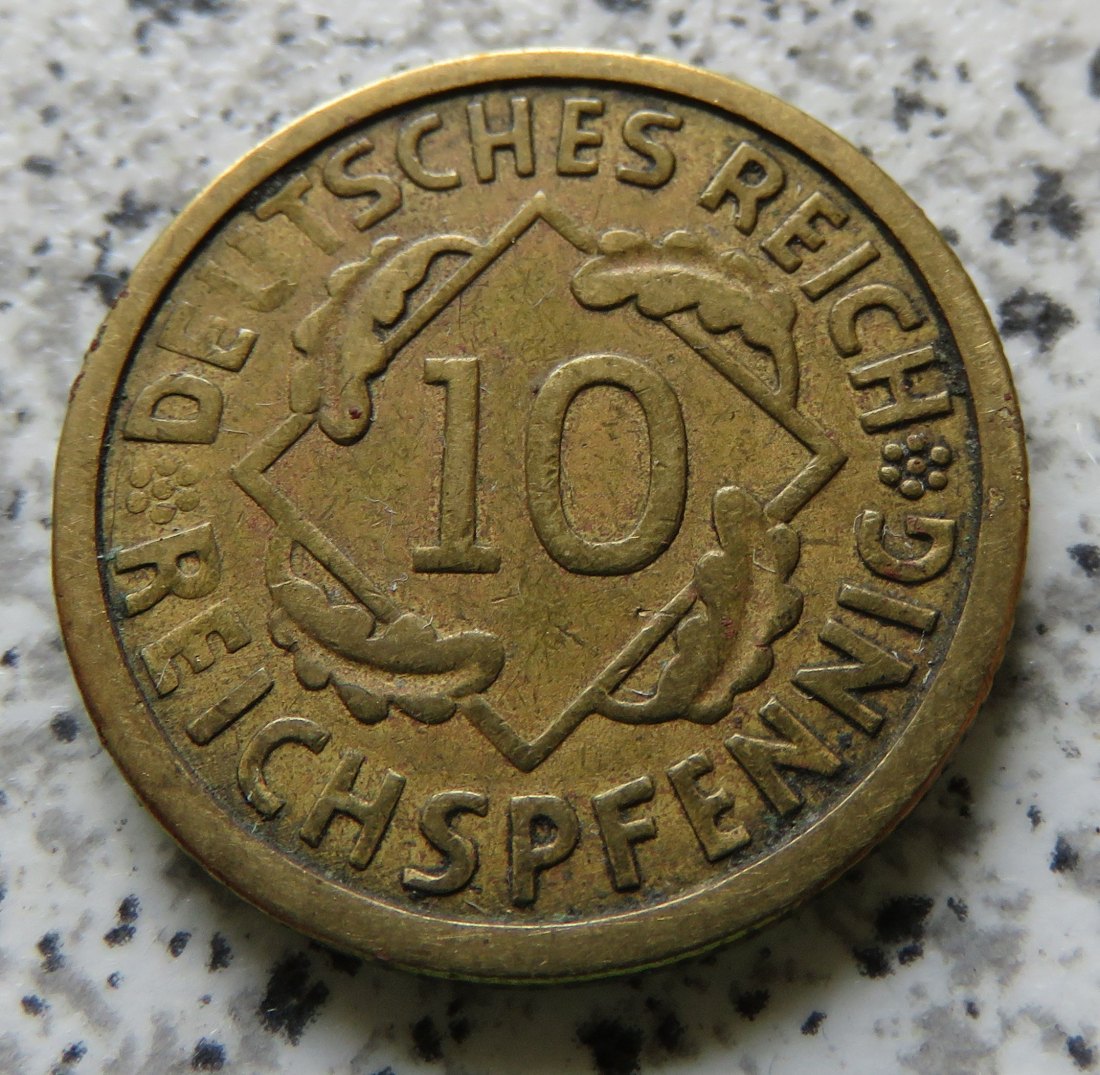 DEUTSCHES REICH
REICHSPFENNIG
10